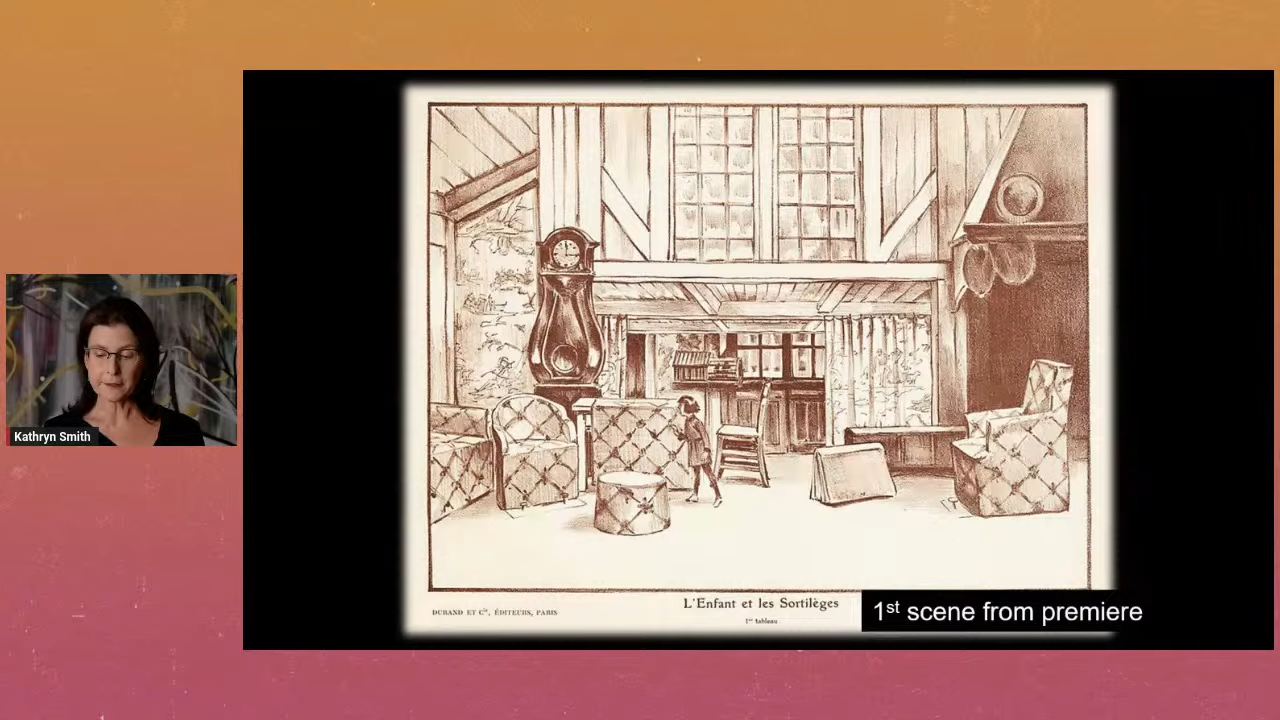 Kathryn Smith
DURAND ET Cie, ÉDITEURS, PARIS
L'Enfant et les Sortilèges
1er tableau
1st scene from premiere